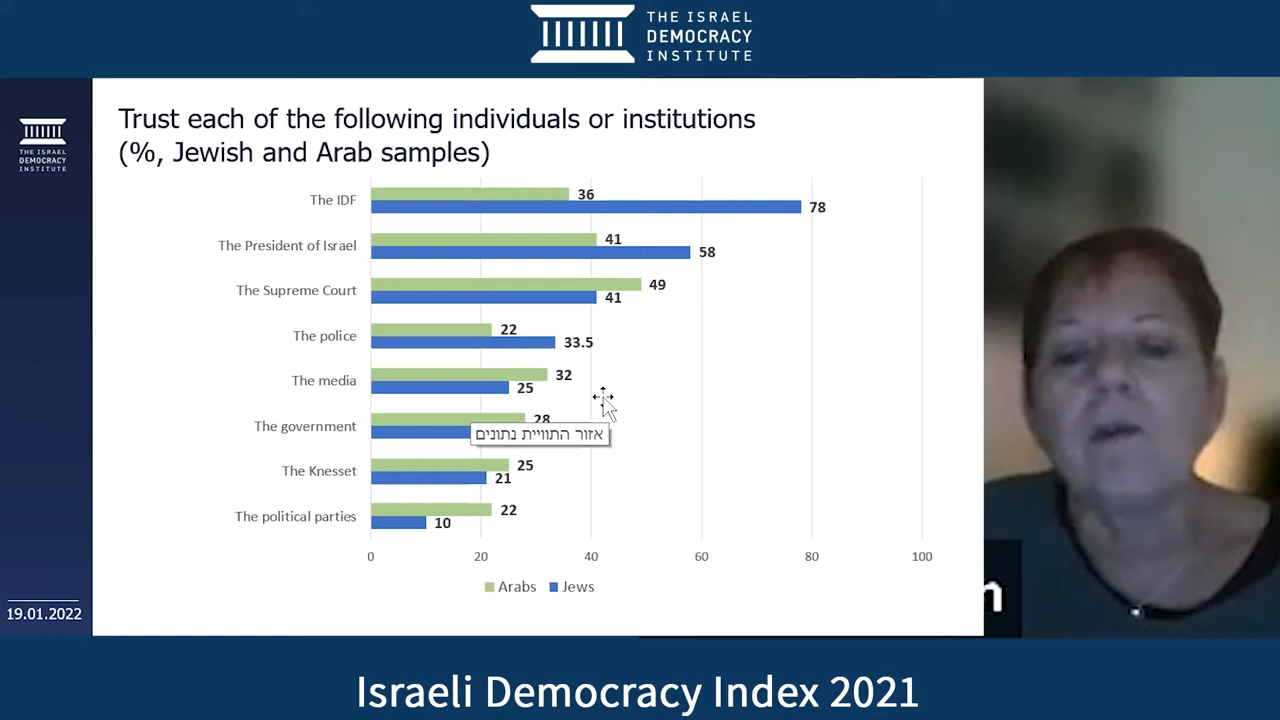 THE ISRAEL
DEMOCRACY
INSTITUTE
THE ISRAEL
DEMOCRACY
INSTITUTE
Trust each of the following individuals or institutions
(%, Jewish and Arab samples)
The IDF
36
78
The President of Israel
41
58
The Supreme Court
49
41
The police
22
33.5
The media
32
25
The government
28
אזור התוויית נתונים
The Knesset
25
21
The political parties
22
10
0 20 40 60 80 100
Arabs Jews
19.01.2022
n
Israeli Democracy Index 2021